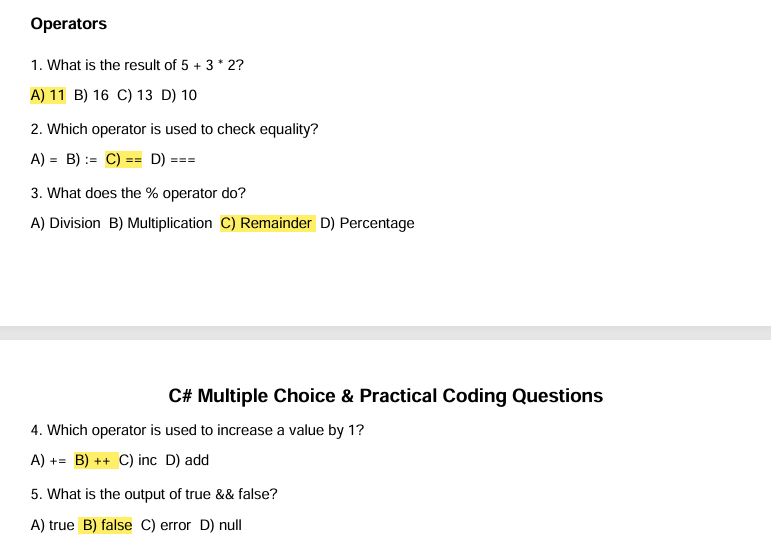 Operators
1. What is the result of 5 + 3 * 2?
A) 11 B) 16 C) 13 D) 10
2. Which operator is used to check equality?
A) = B) := C) == D) ===
3. What does the % operator do?
A) Division B) Multiplication C) Remainder D) Percentage
C# Multiple Choice & Practical Coding Questions
4. Which operator is used to increase a value by 1?
A) += B) ++ C) inc D) add
5. What is the output of true && false?
A) true B) false C) error D) null